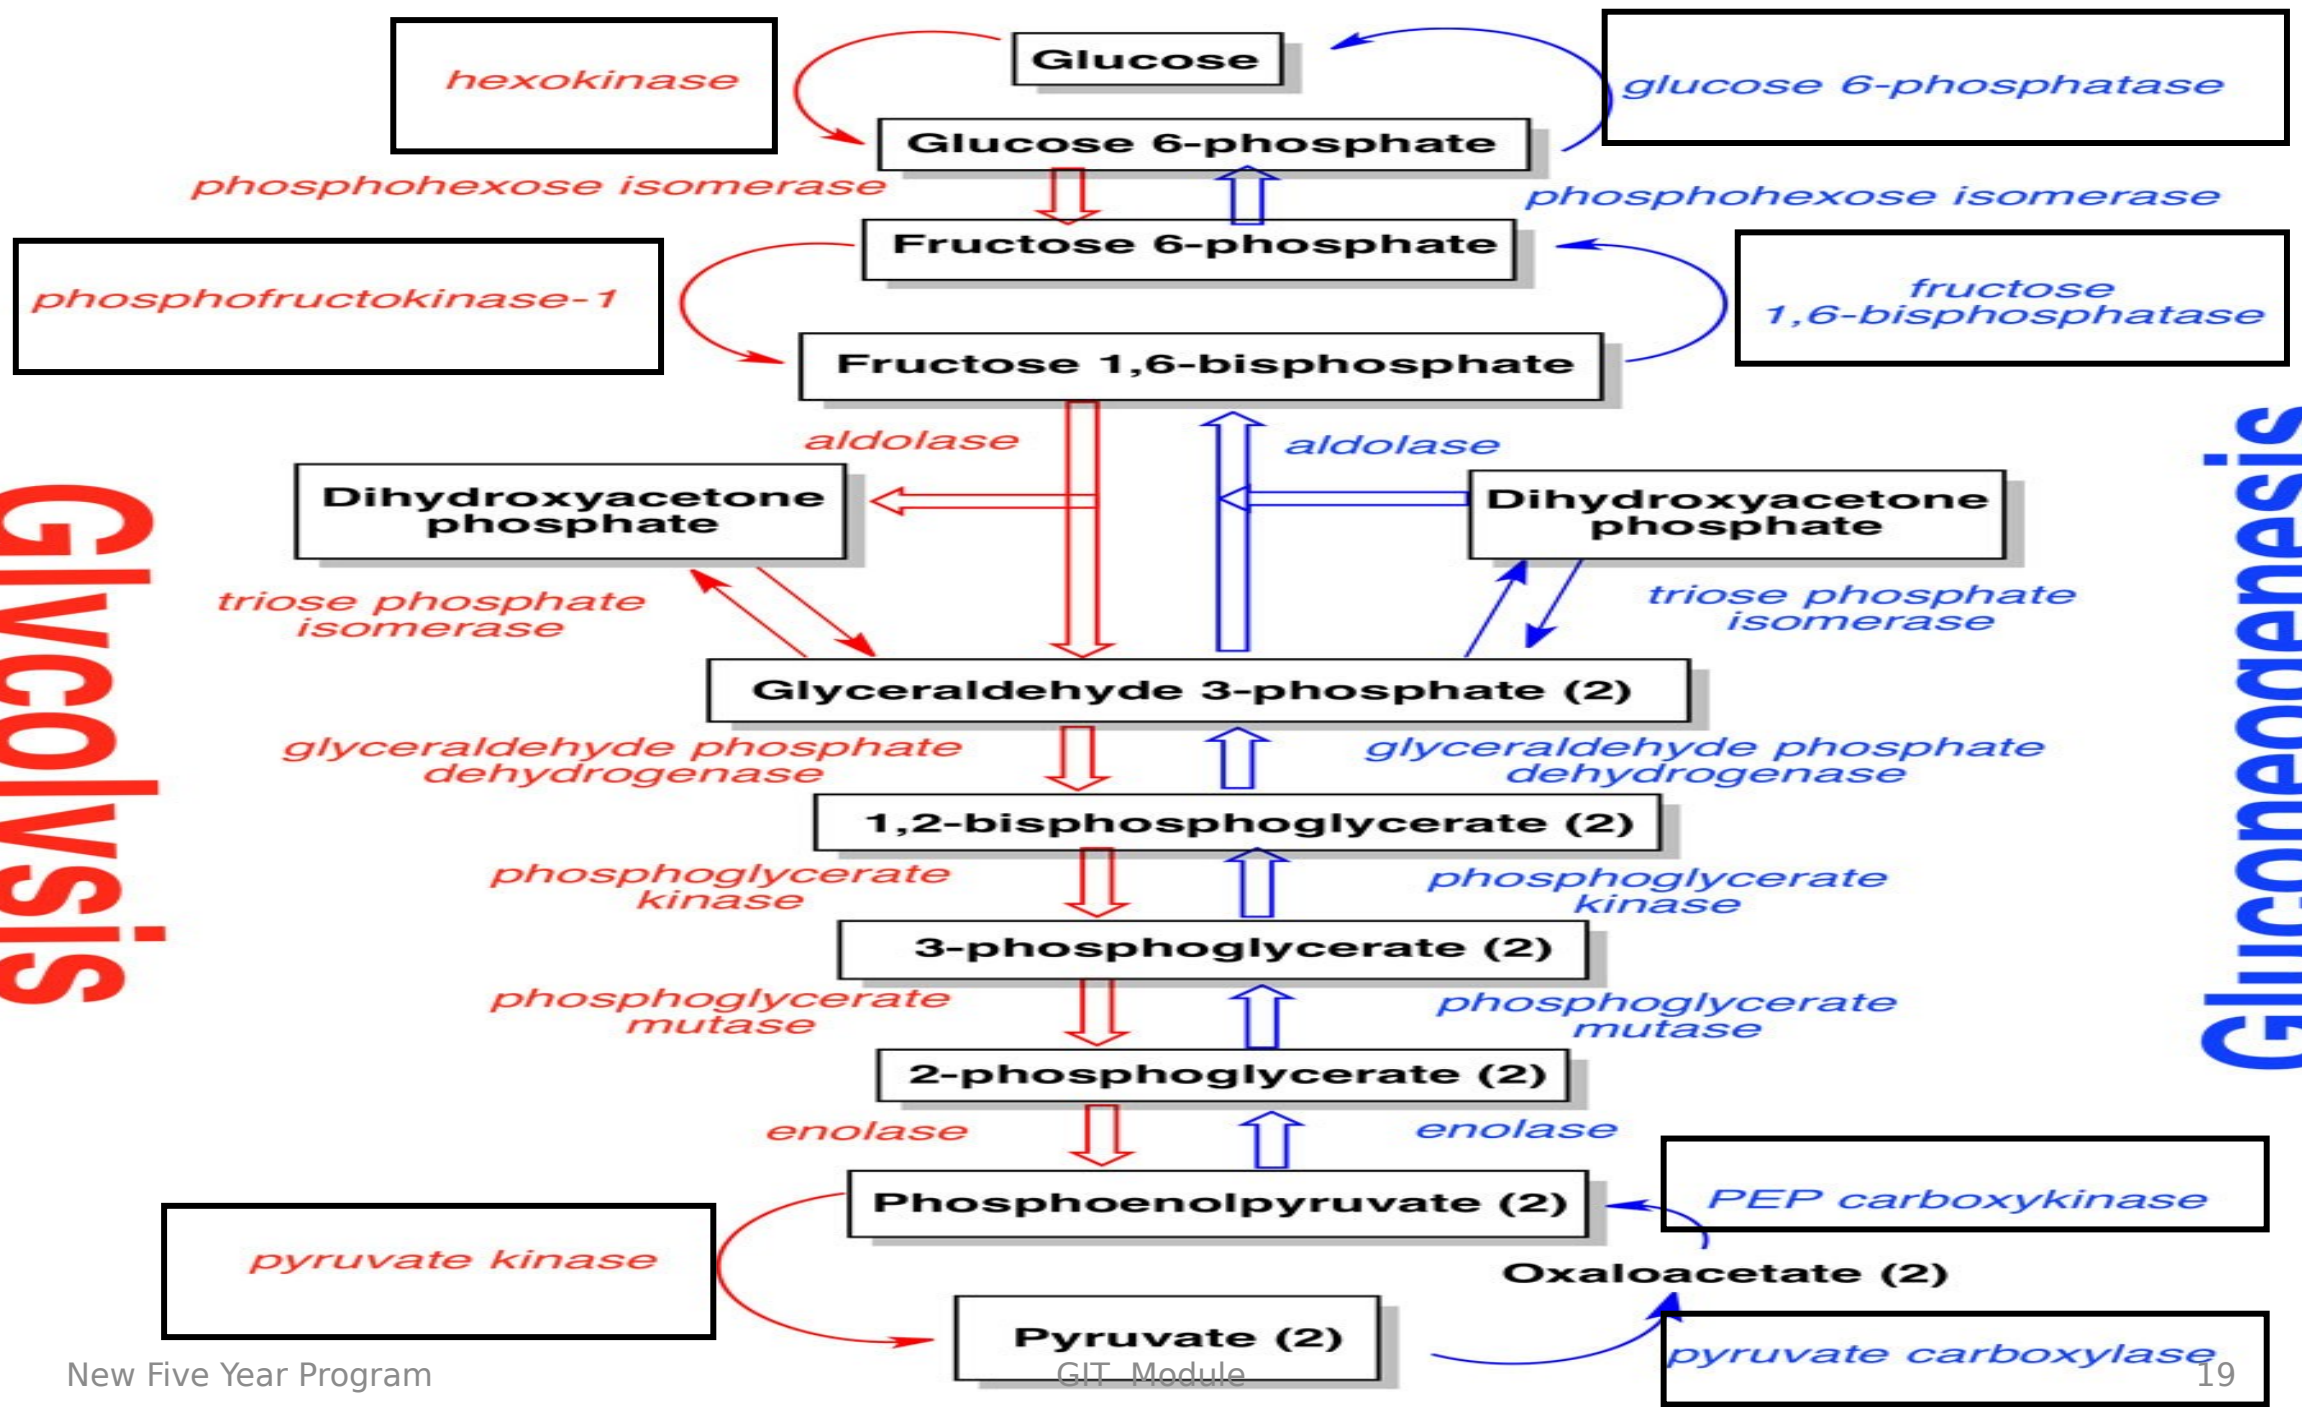 Glucose
hexokinase
glucose 6-phosphatase
Glucose 6-phosphate
phosphohexose isomerase
phosphohexose isomerase
Fructose 6-phosphate
phosphofructokinase-1
fructose
1,6-bisphosphatase
Fructose 1,6-bisphosphate
aldolase
aldolase
Dihydroxyacetone
phosphate
Dihydroxyacetone
phosphate
Glycolysis
Gluconeogenesis
triose phosphate
isomerase
triose phosphate
isomerase
Glyceraldehyde 3-phosphate (2)
glyceraldehyde phosphate
dehydrogenase
glyceraldehyde phosphate
dehydrogenase
1,2-bisphosphoglycerate (2)
phosphoglycerate
kinase
phosphoglycerate
kinase
3-phosphoglycerate (2)
phosphoglycerate
mutase
phosphoglycerate
mutase
2-phosphoglycerate (2)
enolase
enolase
Phosphoenolpyruvate (2)
PEP carboxykinase
pyruvate kinase
Oxaloacetate (2)
Pyruvate (2)
pyruvate carboxylase
New Five Year Program
GIT Module
19